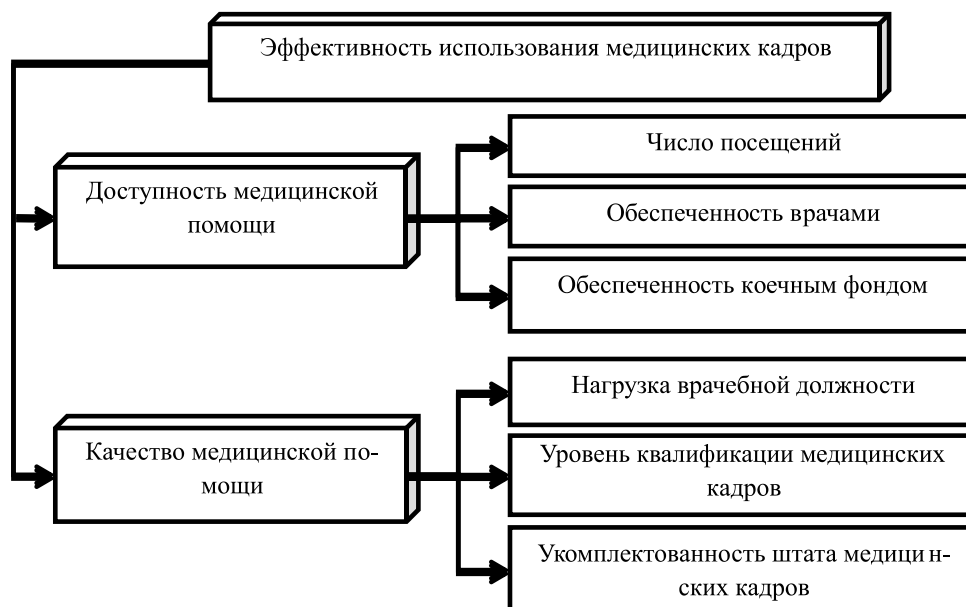 Эффективность использования медицинских кадров
Доступность медицинской
помощи
Число посещений
Обеспеченность врачами
Обеспеченность коечным фондом
Качество медицинской по-
мощи
Нагрузка врачебной должности
Уровень квалификации медицинских
кадров
Укомплектованность штата медицин-
ских кадров